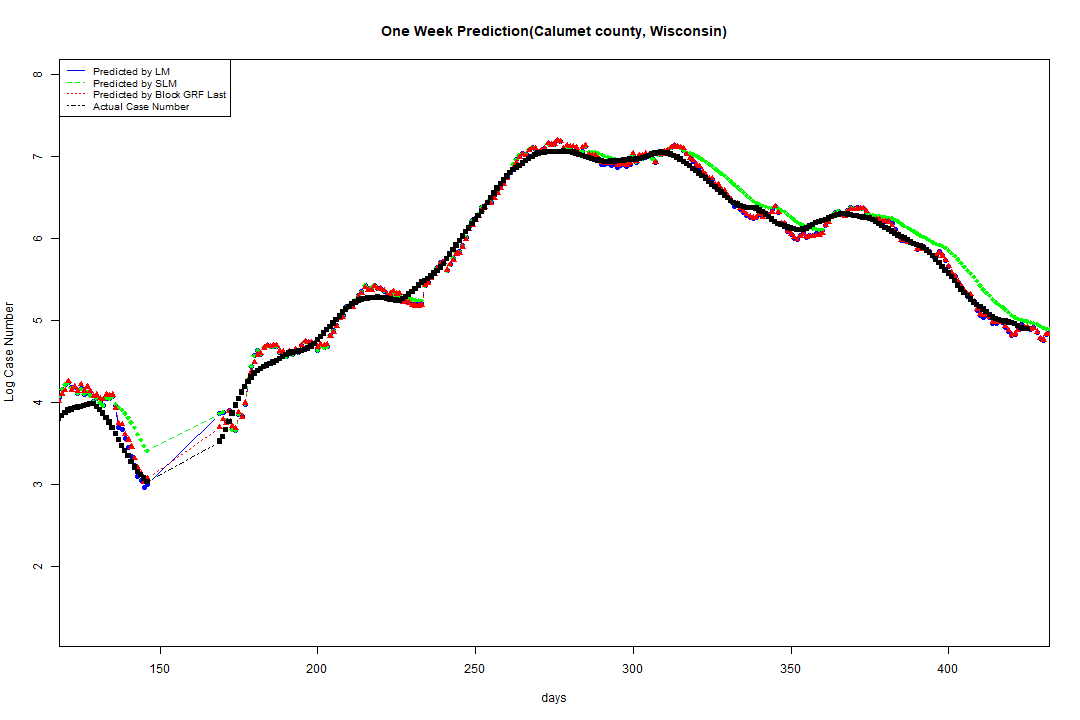 One Week Prediction(Calumet county, Wisconsin)
Predicted by LM
Predicted by SLM
Predicted by Block GRF Last
Actual Case Number
8
7
6
5
4
3
2
Log Case Number
150 200 250 300 350 400
days